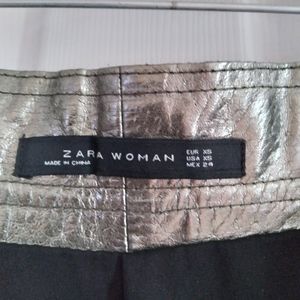 ZARA WOMAN
MADE IN CHINA
EUR XS
USA XS
MEX 24